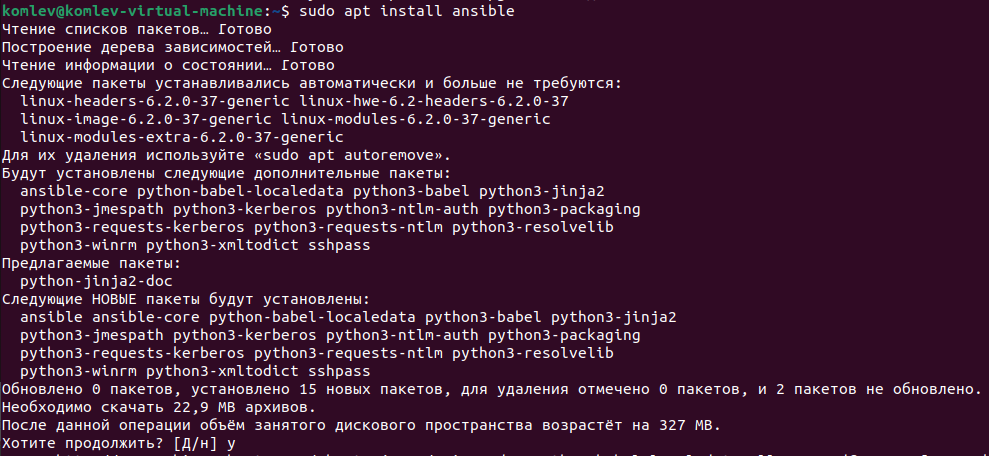 komlev@komlev-virtual-machine:~$ sudo apt install ansible
Чтение списков пакетов… Готово
Построение дерева зависимостей… Готово
Чтение информации о состоянии… Готово
Следующие пакеты устанавливались автоматически и больше не требуются:
  linux-headers-6.2.0-37-generic linux-hwe-6.2-headers-6.2.0-37
  linux-image-6.2.0-37-generic linux-modules-6.2.0-37-generic
  linux-modules-extra-6.2.0-37-generic
Для их удаления используйте «sudo apt autoremove».
Будут установлены следующие дополнительные пакеты:
  ansible-core python-babel-localedata python3-babel python3-jinja2
  python3-jmespath python3-kerberos python3-ntlm-auth python3-packaging
  python3-requests-kerberos python3-requests-ntlm python3-resolvelib
  python3-winrm python3-xmltodict sshpass
Предлагаемые пакеты:
  python-jinja2-doc
Следующие НОВЫЕ пакеты будут установлены:
  ansible ansible-core python-babel-localedata python3-babel python3-jinja2
  python3-jmespath python3-kerberos python3-ntlm-auth python3-packaging
  python3-requests-kerberos python3-requests-ntlm python3-resolvelib
  python3-winrm python3-xmltodict sshpass
Обновлено 0 пакетов, установлено 15 новых пакетов, для удаления отмечено 0 пакетов, и 2 пакетов не обновлено.
Необходимо скачать 22,9 MB архивов.
После данной операции объём занятого дискового пространства возрастёт на 327 MB.
Хотите продолжить? [Д/н] y